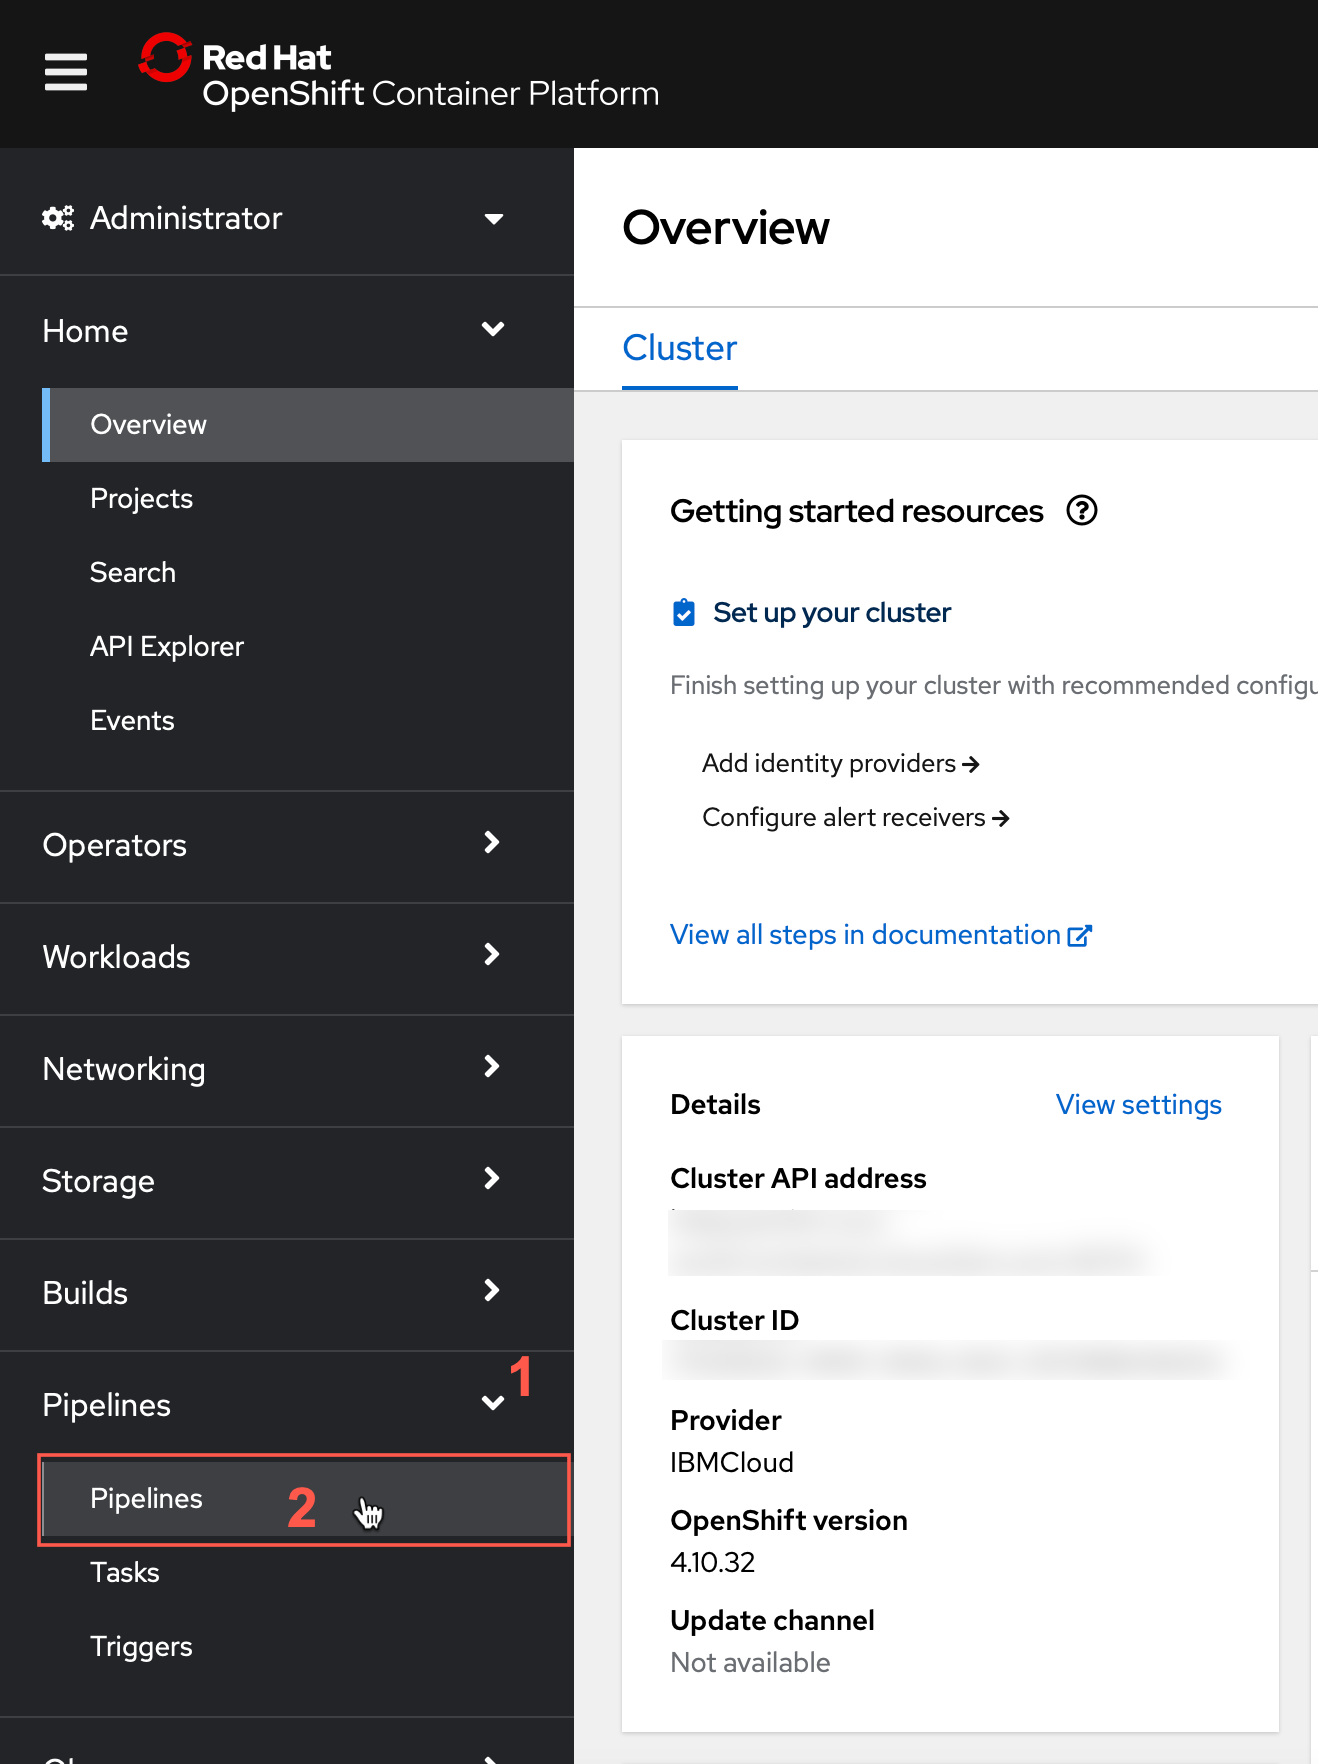 Red Hat
OpenShift Container Platform
Administrator
Home
Overview
Projects
Search
API Explorer
Events
Operators
Workloads
Networking
Storage
Builds
Pipelines
1
Pipelines
2
Tasks
Triggers
Overview
Cluster
Getting started resources
Set up your cluster
Finish setting up your cluster with recommended
Add identity providers
Configure alert receivers
View all steps in documentation
Details
View settings
Cluster API address
Cluster ID
Provider
IBMCloud
OpenShift version
4.10.32
Update channel
Not available